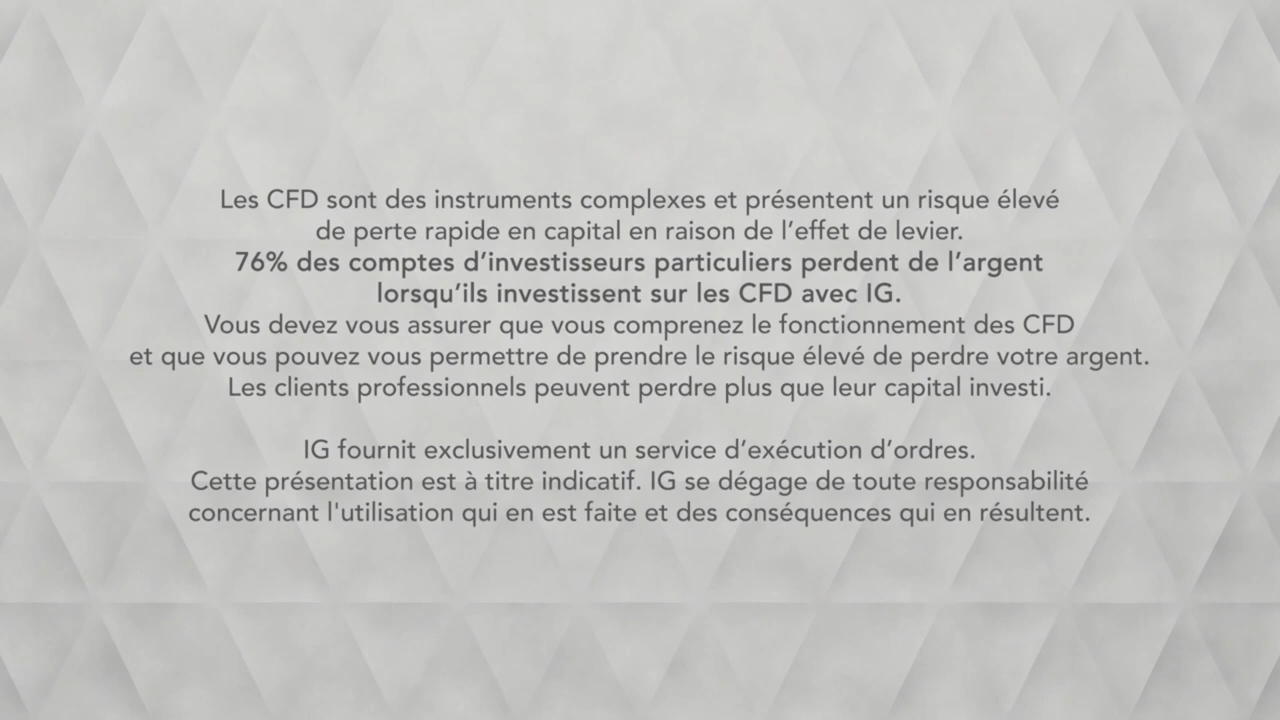 Les CFD sont des instruments complexes et présentent un risque élevé
de perte rapide en capital en raison de l’effet de levier.
76% des comptes d’investisseurs particuliers perdent de l’argent
lorsqu’ils investissent sur les CFD avec IG.
Vous devez vous assurer que vous comprenez le fonctionnement des CFD
et que vous pouvez vous permettre de prendre le risque élevé de perdre votre argent.
Les clients professionnels peuvent perdre plus que leur capital investi.
IG fournit exclusivement un service d’exécution d’ordres.
Cette présentation est à titre indicatif. IG se dégage de toute responsabilité
concernant l'utilisation qui en est faite et des conséquences qui en résultent.